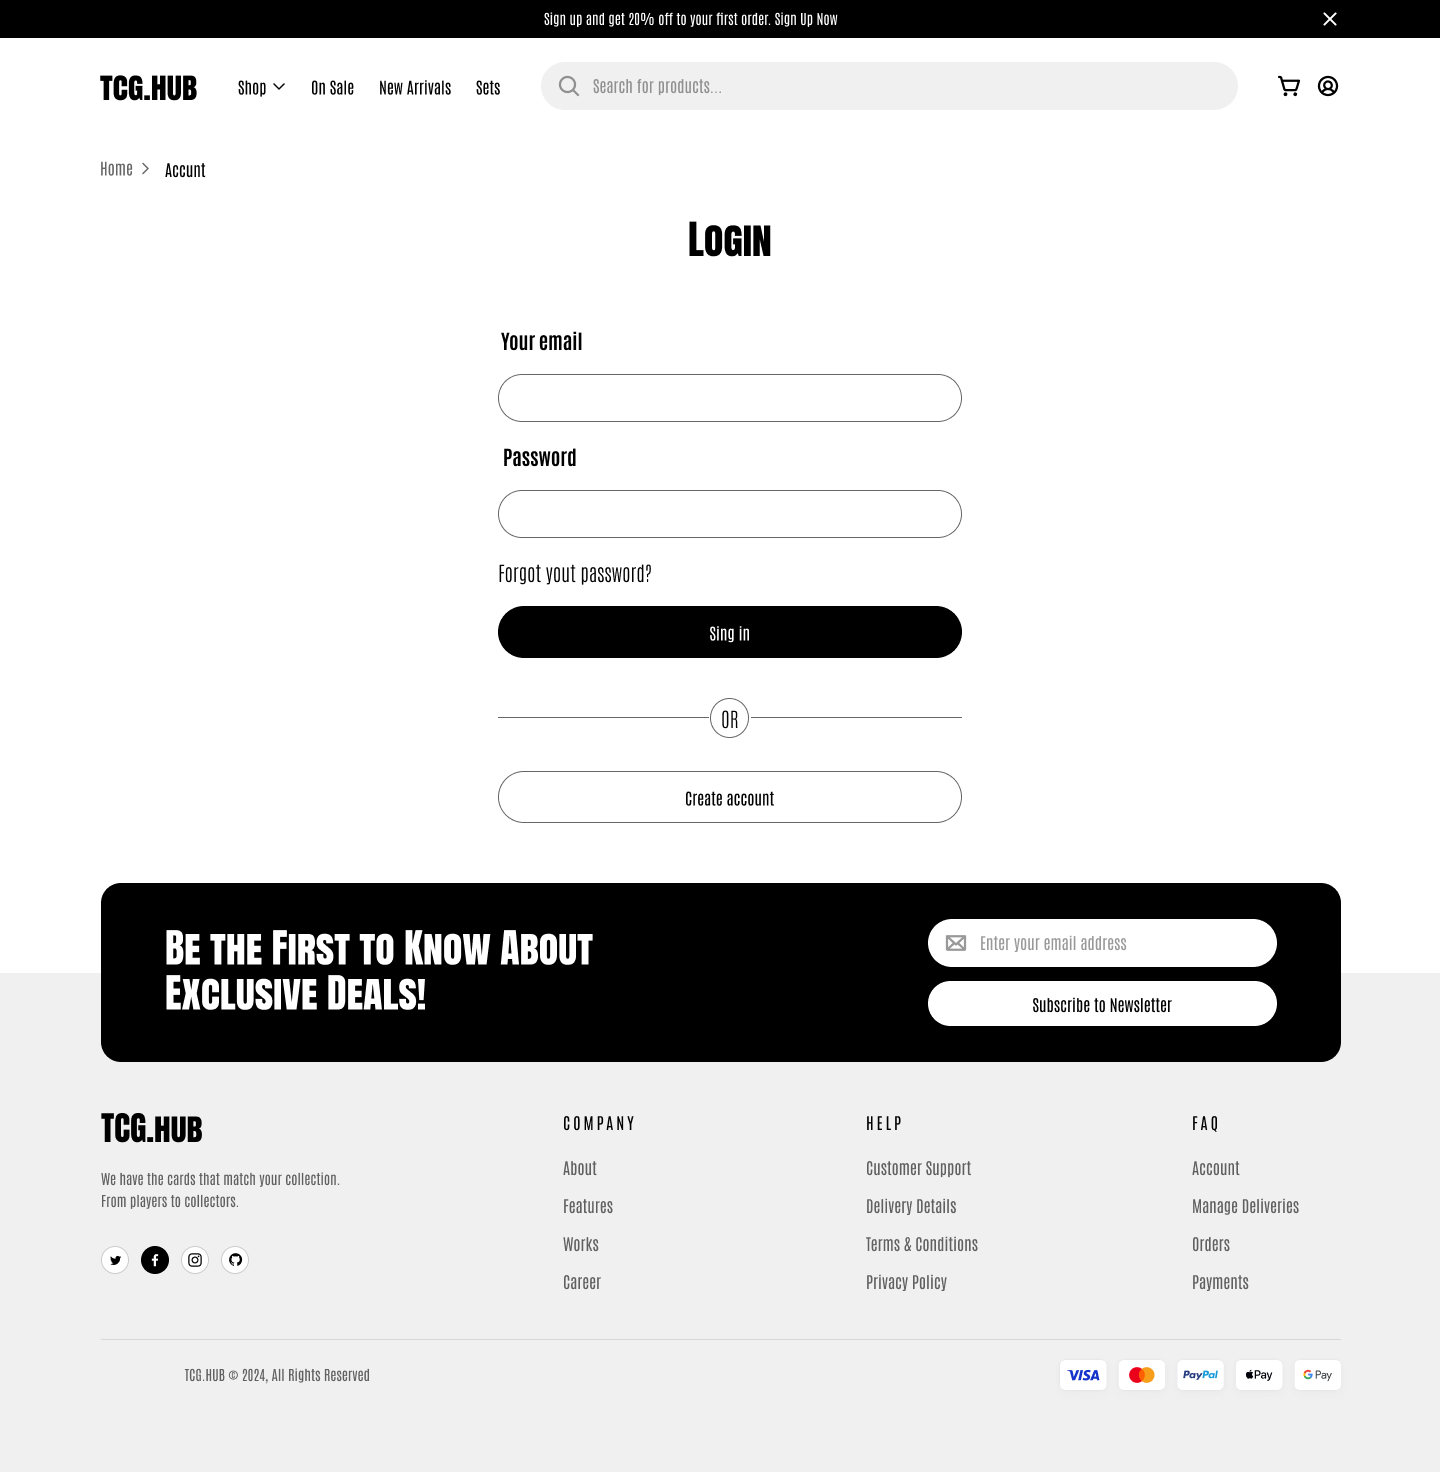 Sign up and get 20% off to your first order. Sign Up Now
TCG.HUB
Shop
On Sale
New Arrivals
Sets
Search for products...
Home
Accunt
Login
Your email
Password
Forgot yout password?
Sing in
OR
Create account
Be the First to Know About
Exclusive Deals!
Enter your email address
Subscribe to Newsletter
TCG.HUB
We have the cards that match your collection.
From players to collectors.
COMPANY
About
Features
Works
Career
HELP
Customer Support
Delivery Details
Terms & Conditions
Privacy Policy
FAQ
Account
Manage Deliveries
Orders
Payments
TCG.HUB © 2024, All Rights Reserved
VISA
PayPal
Pay
G Pay